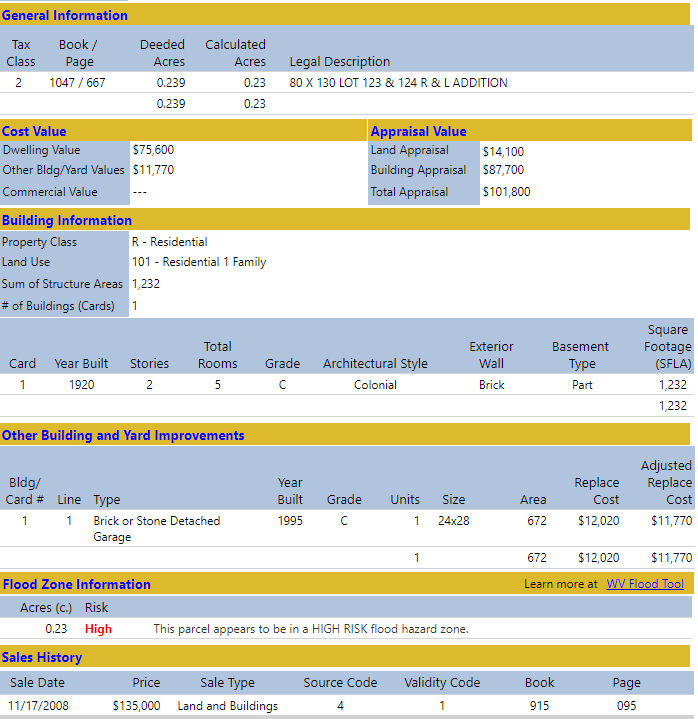 General Information
Tax Class Book / Page Deeded Acres Calculated Acres Legal Description
2 1047 / 667 0.239 0.23 80 X 130 LOT 123 & 124 R & L ADDITION
0.239 0.23
Cost Value
Dwelling Value $75,600
Other Bldg/Yard Values $11,770
Commercial Value ---
Appraisal Value
Land Appraisal $14,100
Building Appraisal $87,700
Total Appraisal $101,800
Building Information
Property Class R - Residential
Land Use 101 - Residential 1 Family
Sum of Structure Areas 1,232
# of Buildings (Cards) 1
Card Year Built Stories Total Rooms Grade Architectural Style Exterior Wall Basement Type Square Footage (SFLA)
1 1920 2 5 C Colonial Brick Part 1,232
1,232
Other Building and Yard Improvements
Bldg/ Card # Line Type Year Built Grade Units Size Area Replace Cost Adjusted Replace Cost
1 1 Brick or Stone Detached Garage 1995 C 1 24x28 672 $12,020 $11,770
1 672 $12,020 $11,770
Flood Zone Information Learn more at WV Flood Tool
Acres (c.) Risk
0.23 High This parcel appears to be in a HIGH RISK flood hazard zone.
Sales History
Sale Date Price Sale Type Source Code Validity Code Book Page
11/17/2008 $135,000 Land and Buildings 4 1 915 095